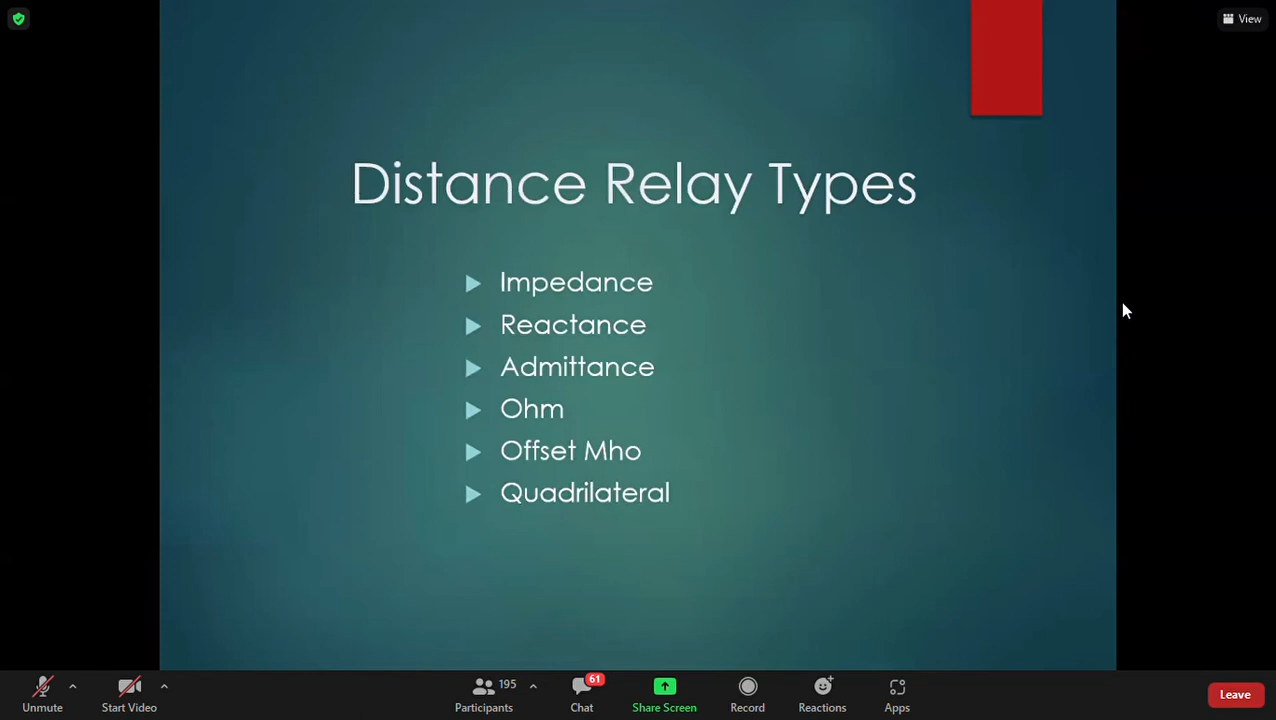 View
Distance Relay Types
Impedance
Reactance
Admittance
Ohm
Offset Mho
Quadrilateral
195
61
Unmute
Start Video
Participants
Chat
Share Screen
Record
Reactions
Apps
Leave